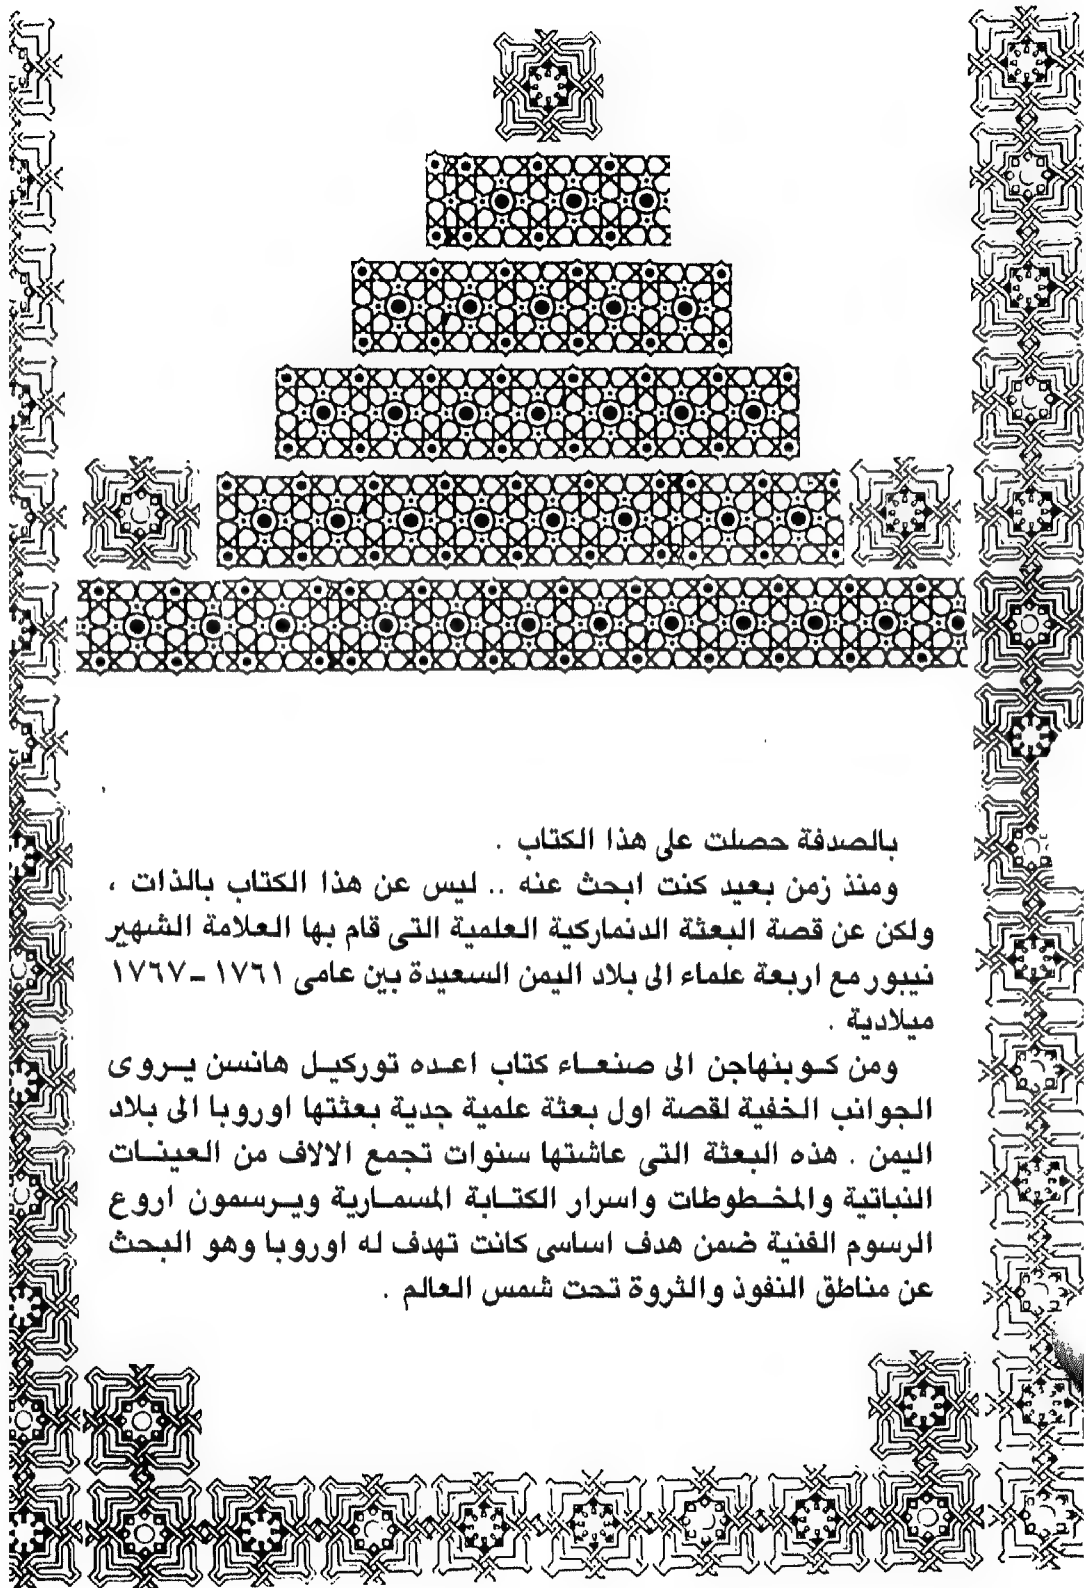 بالصدفة حصلت على هذا الكتاب .
ومنذ زمن بعيد كنت ابحث عنه .. ليس عن هذا الكتاب بالذات ،
ولكن عن قصة البعثة الدنماركية العلمية التى قام بها العلامة الشهير
نيبور مع اربعة علماء الى بلاد اليمن السعيدة بين عامى ١٧٦١ ـ ١٧٦٧
ميلادية .
ومن كوبنهاجن الى صنعاء كتاب اعده توركيل هانسن يروى
الجوانب الخفية لقصة اول بعثة علمية جدية بعثتها اوروبا الى بلاد
اليمن . هذه البعثة التى عاشتها سنوات تجمع الالاف من العينات
النباتية والمخطوطات واسرار الكتابة المسمارية ويرسمون اروع
الرسوم الفنية ضمن هدف اساسى كانت تهدف له اوروبا وهو البحث
عن مناطق النفوذ والثروة تحت شمس العالم .